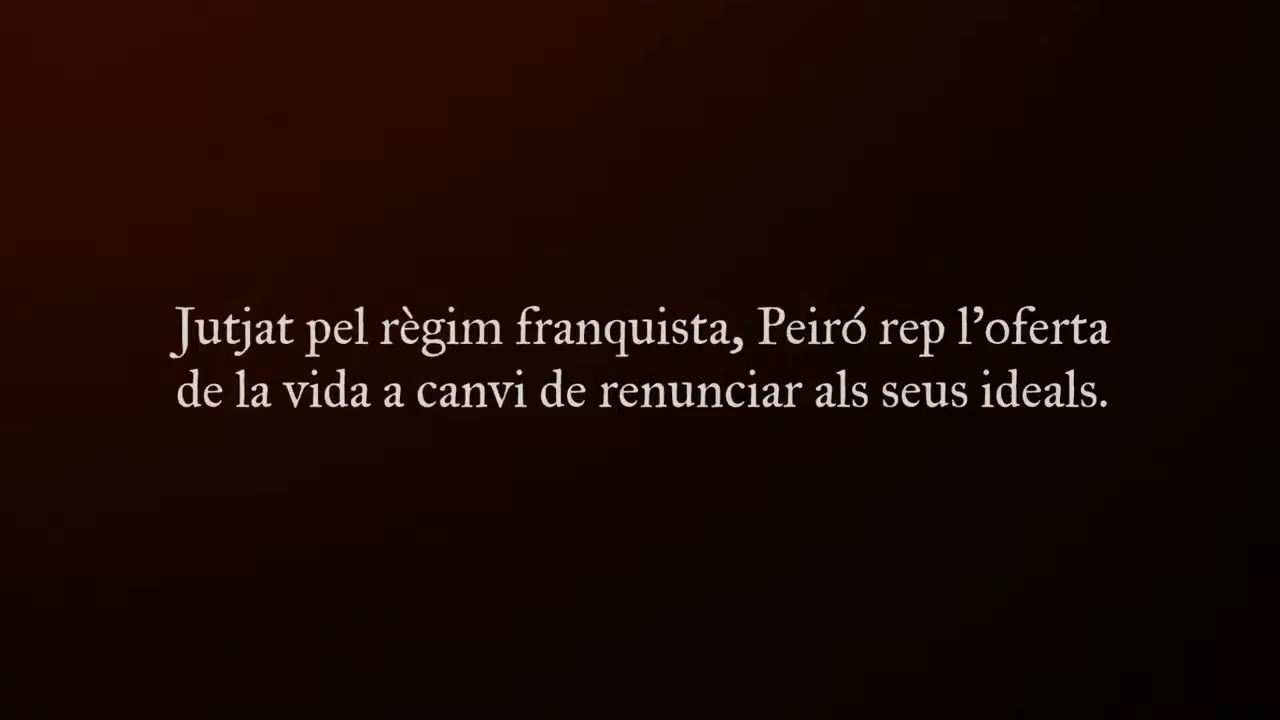 Jutjat pel règim franquista, Peiró rep l’oferta
de la vida a canvi de renunciar als seus ideals.